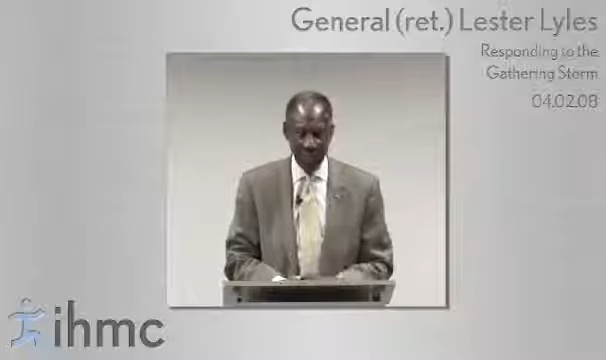 General (ret.) Lester Lyles
Responding to the
Gathering Storm
04.02.08
ihmc